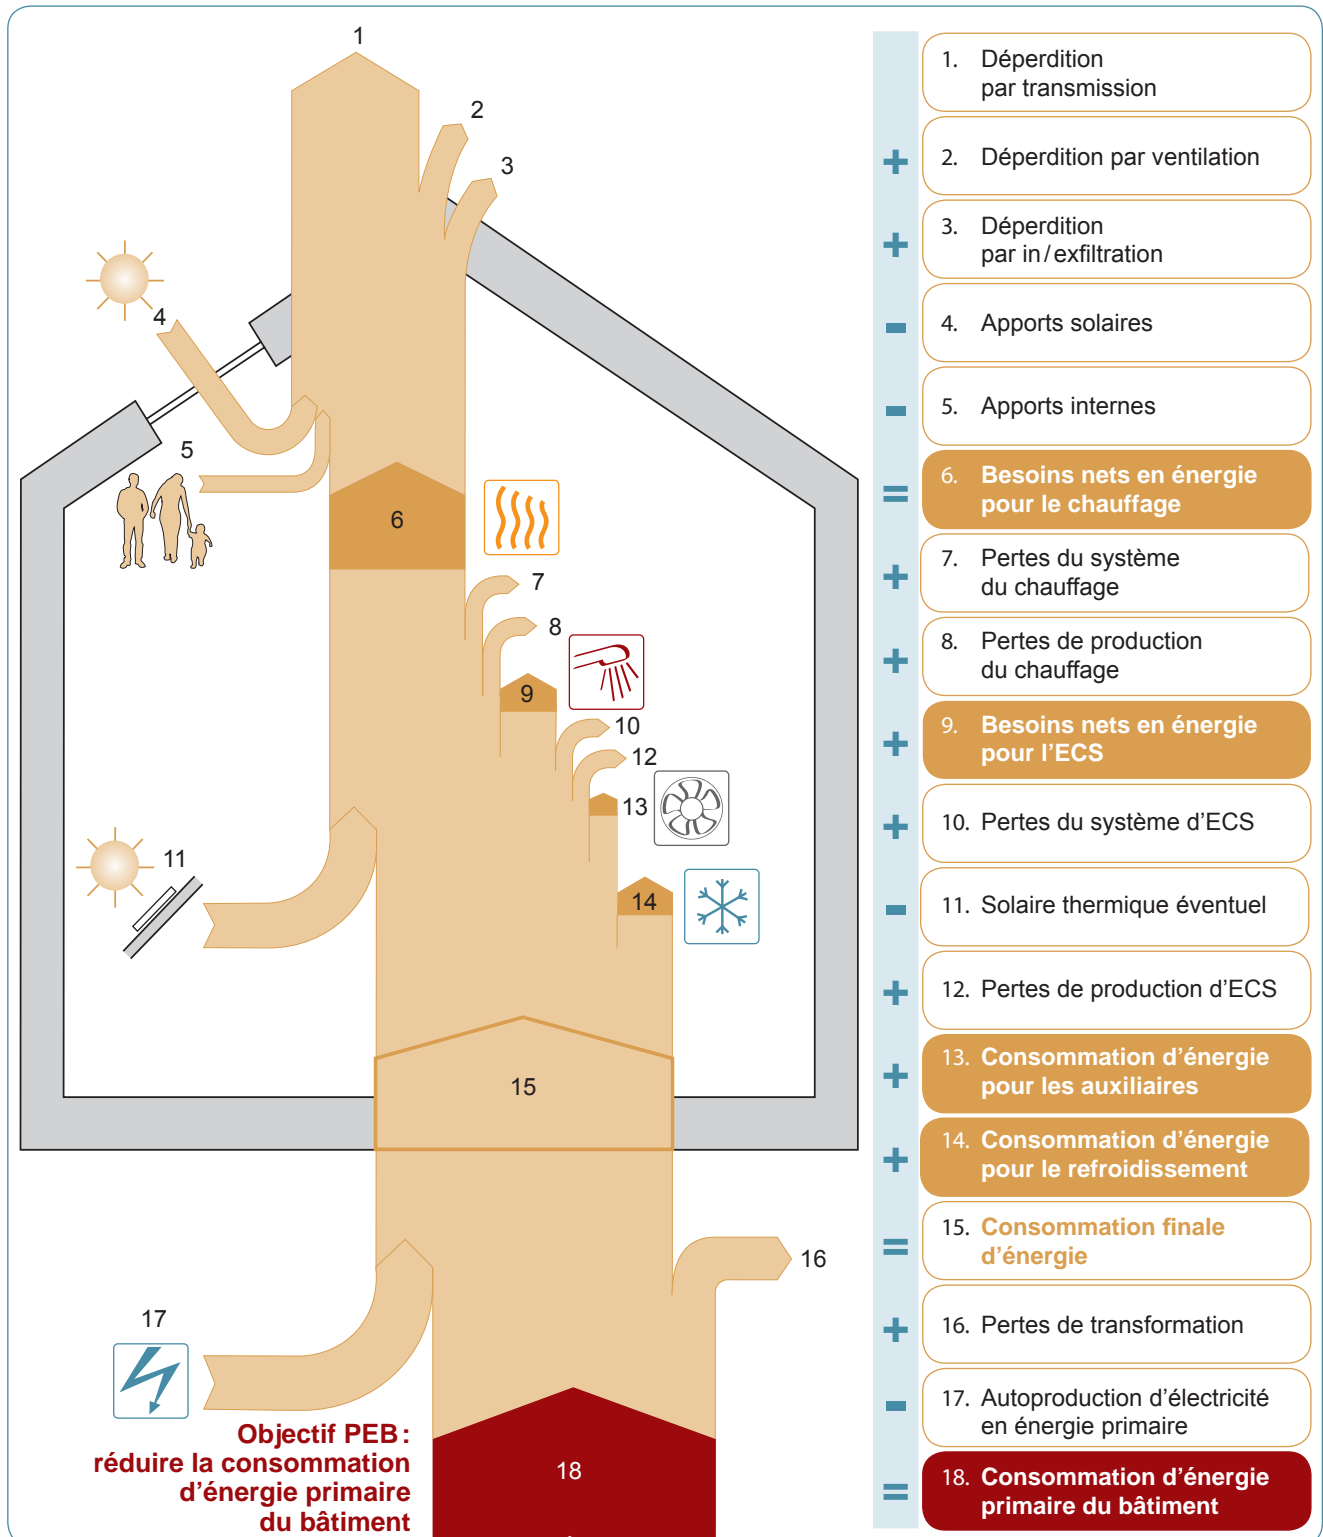 1
2
3
4
5
6
7
8
9
10
12
13
11
14
15
16
17
18
Objectif PEB :
réduire la consommation
d'énergie primaire
du bâtiment
1. Déperdition
par transmission
+ 2. Déperdition par ventilation
+ 3. Déperdition
par in / exfiltration
- 4. Apports solaires
- 5. Apports internes
= 6. Besoins nets en énergie
pour le chauffage
+ 7. Pertes du système
du chauffage
+ 8. Pertes de production
du chauffage
+ 9. Besoins nets en énergie
pour l'ECS
+ 10. Pertes du système d'ECS
- 11. Solaire thermique éventuel
+ 12. Pertes de production d'ECS
+ 13. Consommation d'énergie
pour les auxiliaires
+ 14. Consommation d'énergie
pour le refroidissement
= 15. Consommation finale
d'énergie
+ 16. Pertes de transformation
- 17. Autoproduction d'électricité
en énergie primaire
= 18. Consommation d'énergie
primaire du bâtiment